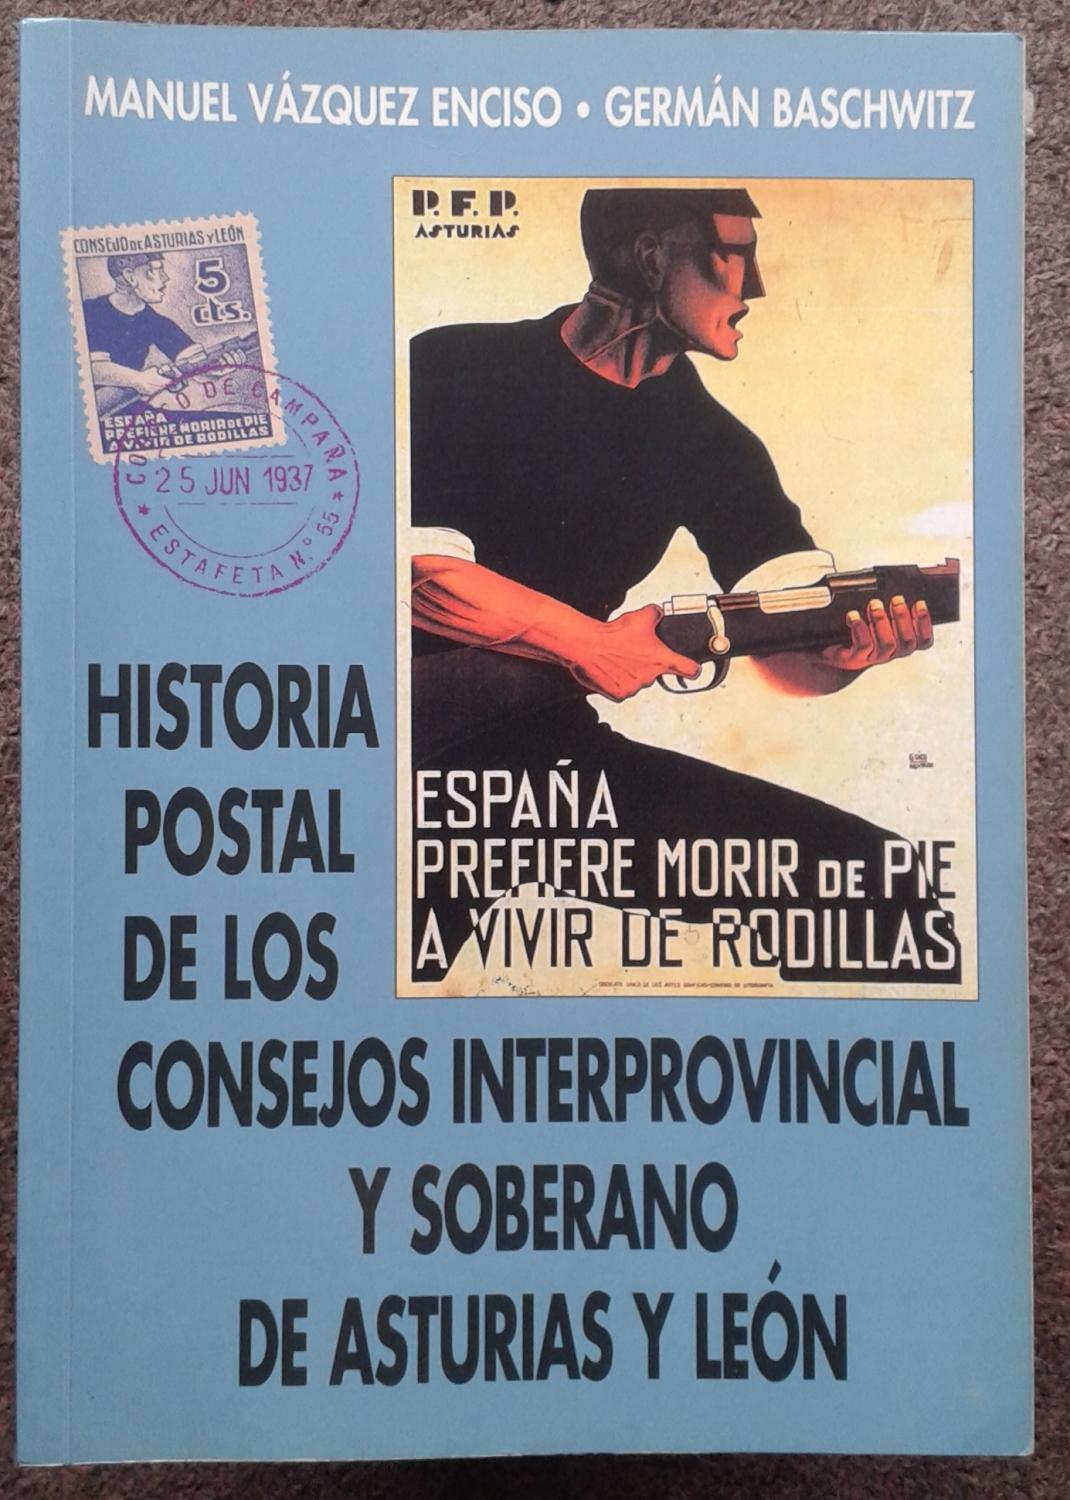 MANUEL VÁZQUEZ ENCISO • GERMÁN BASCHWITZ
P.F.P.
ASTURIAS
CONSEJO DE ASTURIAS Y LEÓN
5
cts.
ESPAÑA
PREFIERE MORIR DE PIE
A VIVIR DE RODILLAS
CORREO DE CAMPAÑA
25 JUN 1937
* ESTAFETA Nº 55 *
ESPAÑA
PREFIERE MORIR DE PIE
A VIVIR DE RODILLAS
HISTORIA
POSTAL
DE LOS
CONSEJOS INTERPROVINCIAL
Y SOBERANO
DE ASTURIAS Y LEÓN